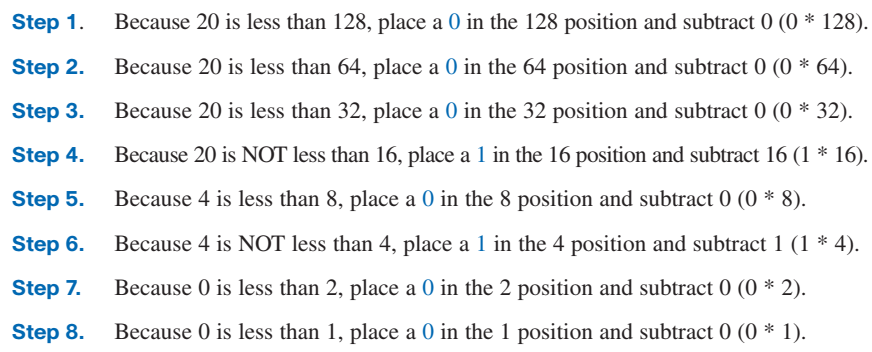 Step 1. Because 20 is less than 128, place a 0 in the 128 position and subtract 0 (0 * 128).
Step 2. Because 20 is less than 64, place a 0 in the 64 position and subtract 0 (0 * 64).
Step 3. Because 20 is less than 32, place a 0 in the 32 position and subtract 0 (0 * 32).
Step 4. Because 20 is NOT less than 16, place a 1 in the 16 position and subtract 16 (1 * 16).
Step 5. Because 4 is less than 8, place a 0 in the 8 position and subtract 0 (0 * 8).
Step 6. Because 4 is NOT less than 4, place a 1 in the 4 position and subtract 1 (1 * 4).
Step 7. Because 0 is less than 2, place a 0 in the 2 position and subtract 0 (0 * 2).
Step 8. Because 0 is less than 1, place a 0 in the 1 position and subtract 0 (0 * 1).